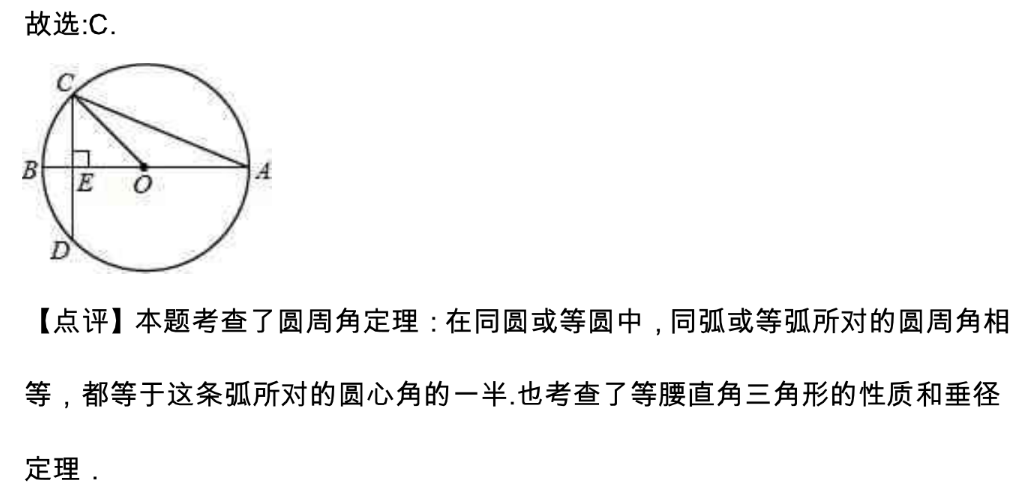 故选:C.
C
B
E
O
A
D
【点评】本题考查了圆周角定理：在同圆或等圆中，同弧或等弧所对的圆周角相
等，都等于这条弧所对的圆心角的一半.也考查了等腰直角三角形的性质和垂径
定理．